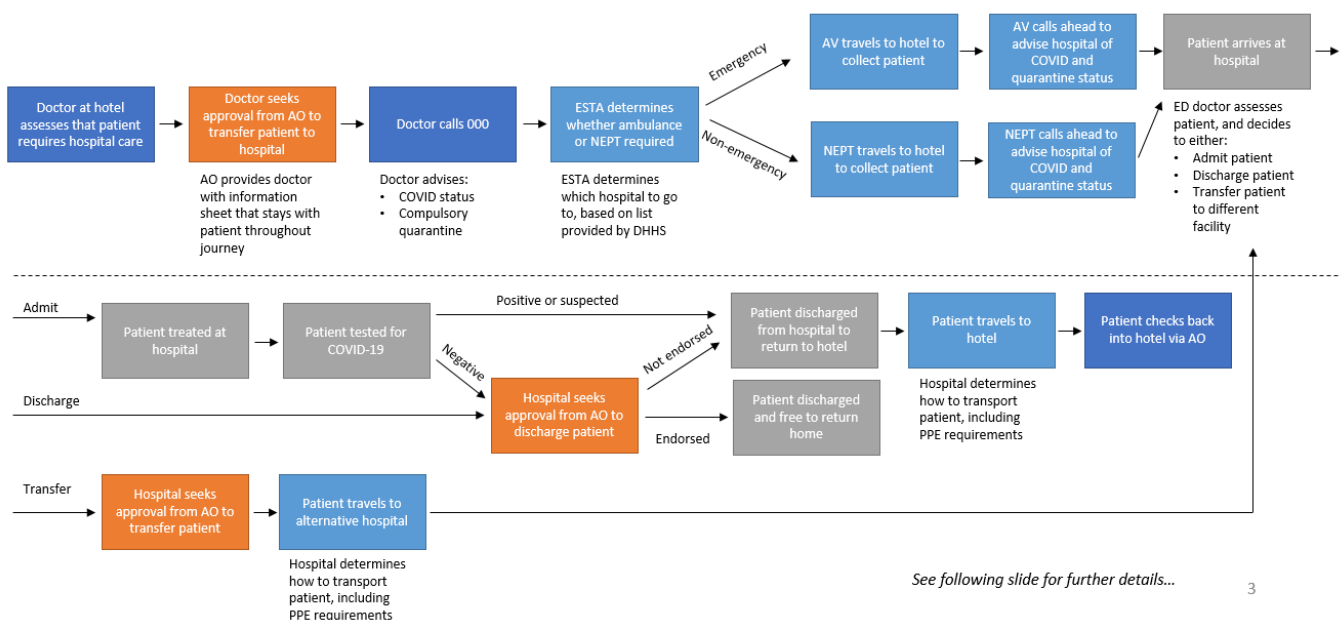 Doctor at hotel
assesses that patient
requires hospital care
Doctor seeks
approval from AO to
transfer patient to
hospital
AO provides doctor
with information
sheet that stays with
patient throughout
journey
Doctor calls 000
Doctor advises:
• COVID status
• Compulsory
quarantine
ESTA determines
whether ambulance
or NEPT required
ESTA determines
which hospital to go
to, based on list
provided by DHHS
Emergency
Non-emergency
AV travels to hotel to
collect patient
AV calls ahead to
advise hospital of
COVID and
quarantine status
NEPT travels to hotel
to collect patient
NEPT calls ahead to
advise hospital of
COVID and
quarantine status
Patient arrives at
hospital
ED doctor assesses
patient, and decides
to either:
• Admit patient
• Discharge patient
• Transfer patient
to different
facility
Admit
Patient treated at
hospital
Patient tested for
COVID-19
Positive or suspected
Negative
Discharge
Hospital seeks
approval from AO to
discharge patient
Not endorsed
Endorsed
Patient discharged
from hospital to
return to hotel
Patient discharged
and free to return
home
Patient travels to
hotel
Hospital determines
how to transport
patient, including
PPE requirements
Patient checks back
into hotel via AO
Transfer
Hospital seeks
approval from AO to
transfer patient
Patient travels to
alternative hospital
Hospital determines
how to transport
patient, including
PPE requirements
See following slide for further details...
3